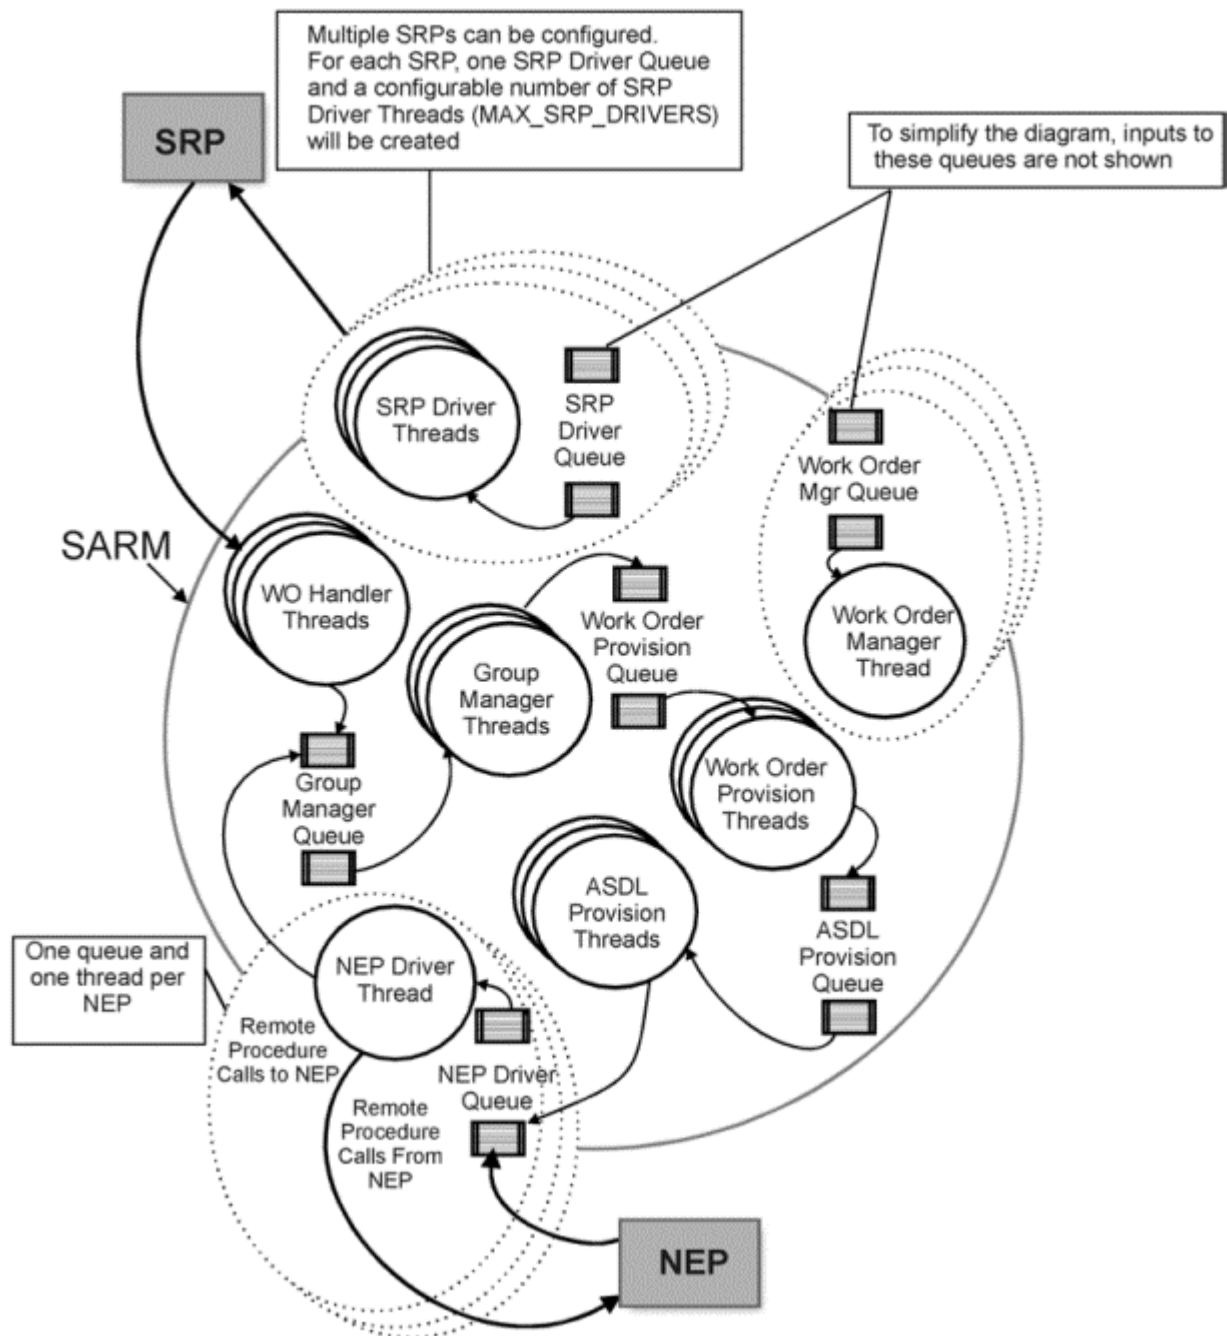 Multiple SRPs can be configured.
For each SRP, one SRP Driver Queue
and a configurable number of SRP
Driver Threads (MAX_SRP_DRIVERS)
will be created
SRP
To simplify the diagram, inputs to
these queues are not shown
SRP Driver
Threads
SRP
Driver
Queue
Work Order
Mgr Queue
SARM
WO Handler
Threads
Work Order
Provision
Queue
Work Order
Manager
Thread
Group
Manager
Threads
Group
Manager
Queue
Work Order
Provision
Threads
ASDL
Provision
Threads
ASDL
Provision
Queue
One queue and
one thread per
NEP
NEP Driver
Thread
Remote
Procedure
Calls to NEP
NEP Driver
Queue
Remote
Procedure
Calls From
NEP
NEP